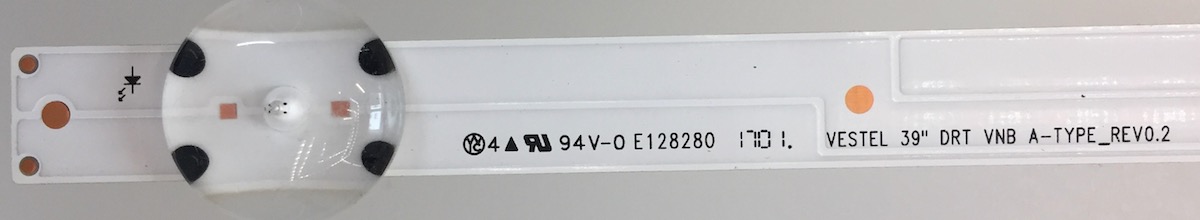 4 94V-0 E128280 1701. VESTEL 39" DRT VNB A-TYPE_REV0.2